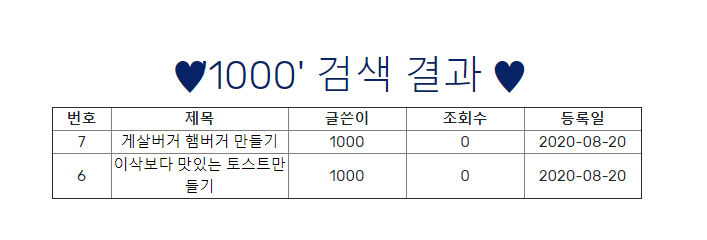 ♥'1000' 검색 결과 ♥
번호 제목 글쓴이 조회수 등록일
7 게살버거 햄버거 만들기 1000 0 2020-08-20
6 이삭보다 맛있는 토스트만 1000 0 2020-08-20
들기